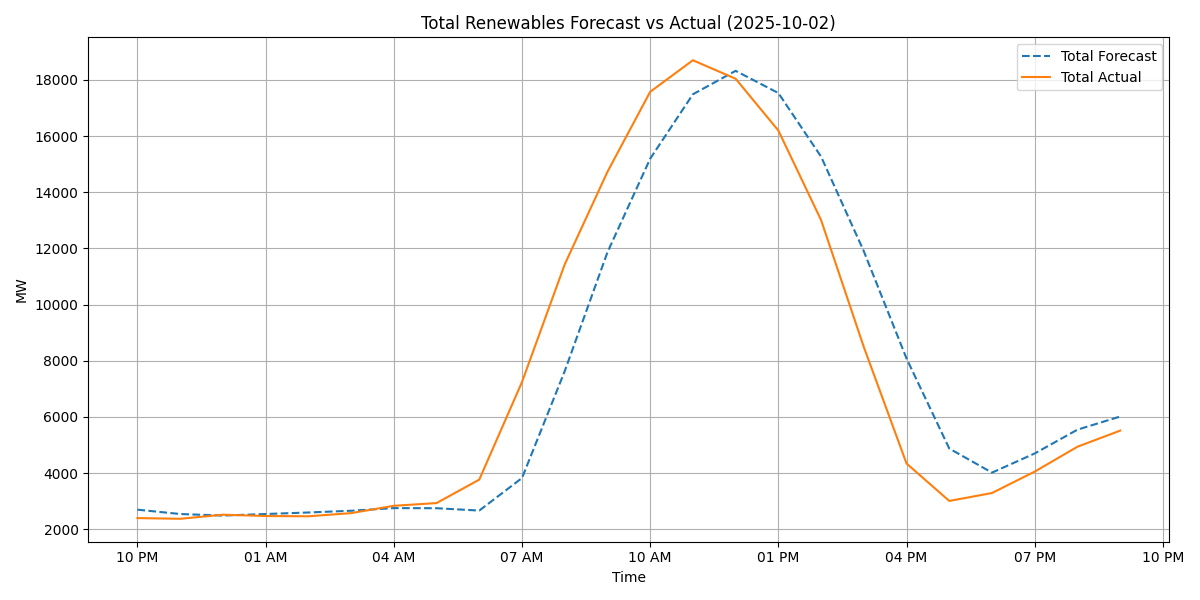 Total Renewables Forecast vs Actual (2025-10-02)
Total Forecast
Total Actual
18000
16000
14000
12000
10000
8000
6000
4000
2000
MW
10 PM 01 AM 04 AM 07 AM 10 AM 01 PM 04 PM 07 PM 10 PM
Time